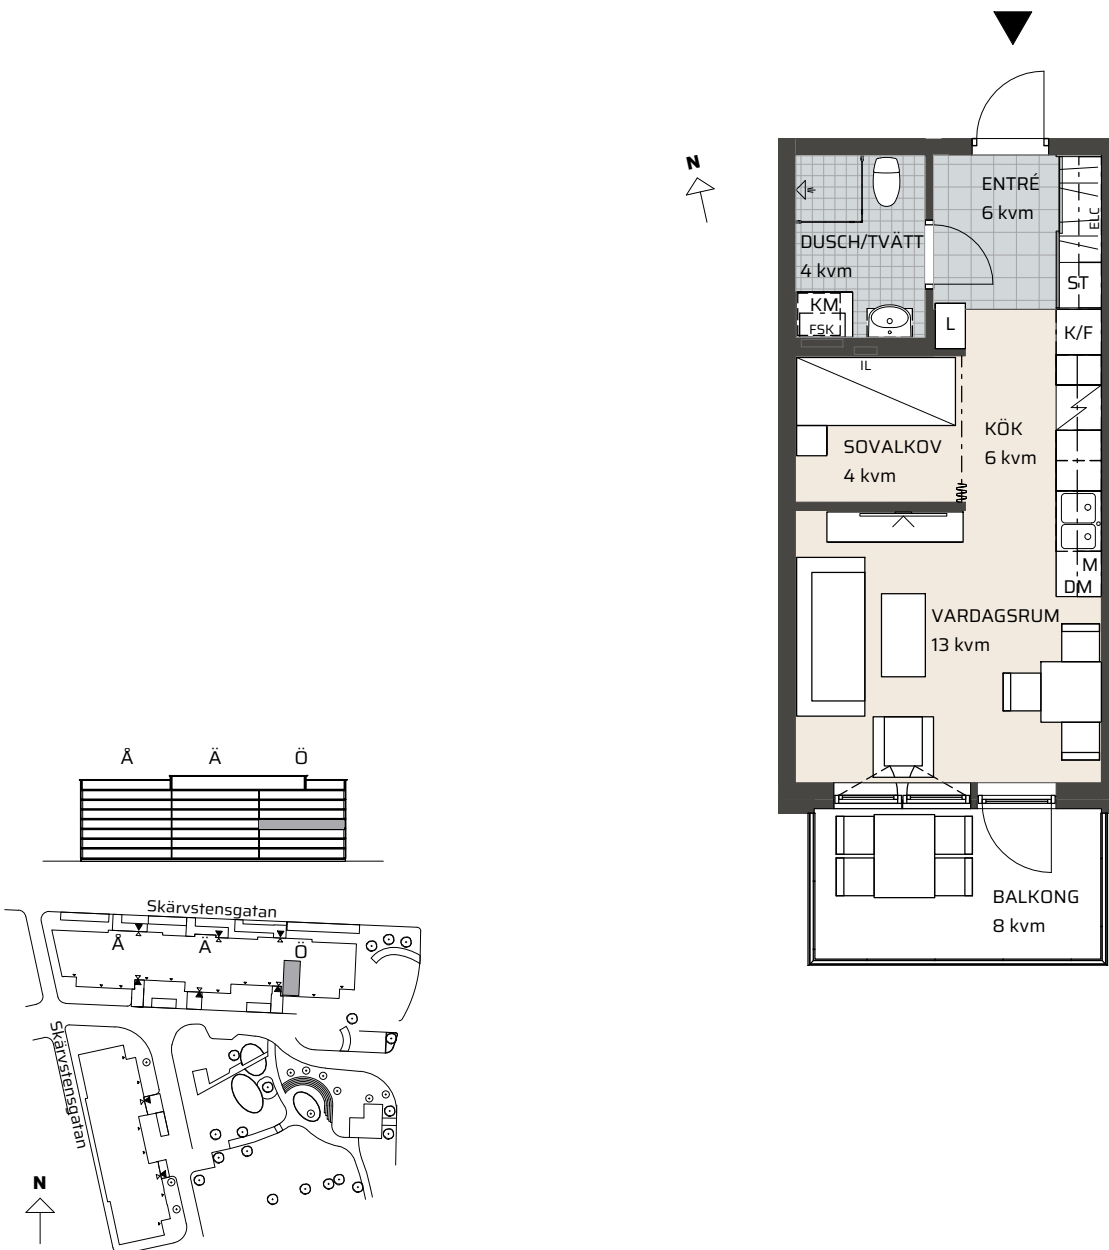 N
ENTRÉ
6 kvm
ELC
DUSCH/TVÄTT
4 kvm
ST
KM
FSK
L
K/F
IL
KÖK
6 kvm
SOVALKOV
4 kvm
M
DM
VARDAGSRUM
13 kvm
BALKONG
8 kvm
Å Ä Ö
Skärvstensgatan
Å Ä Ö
Skärvstensgatan
N